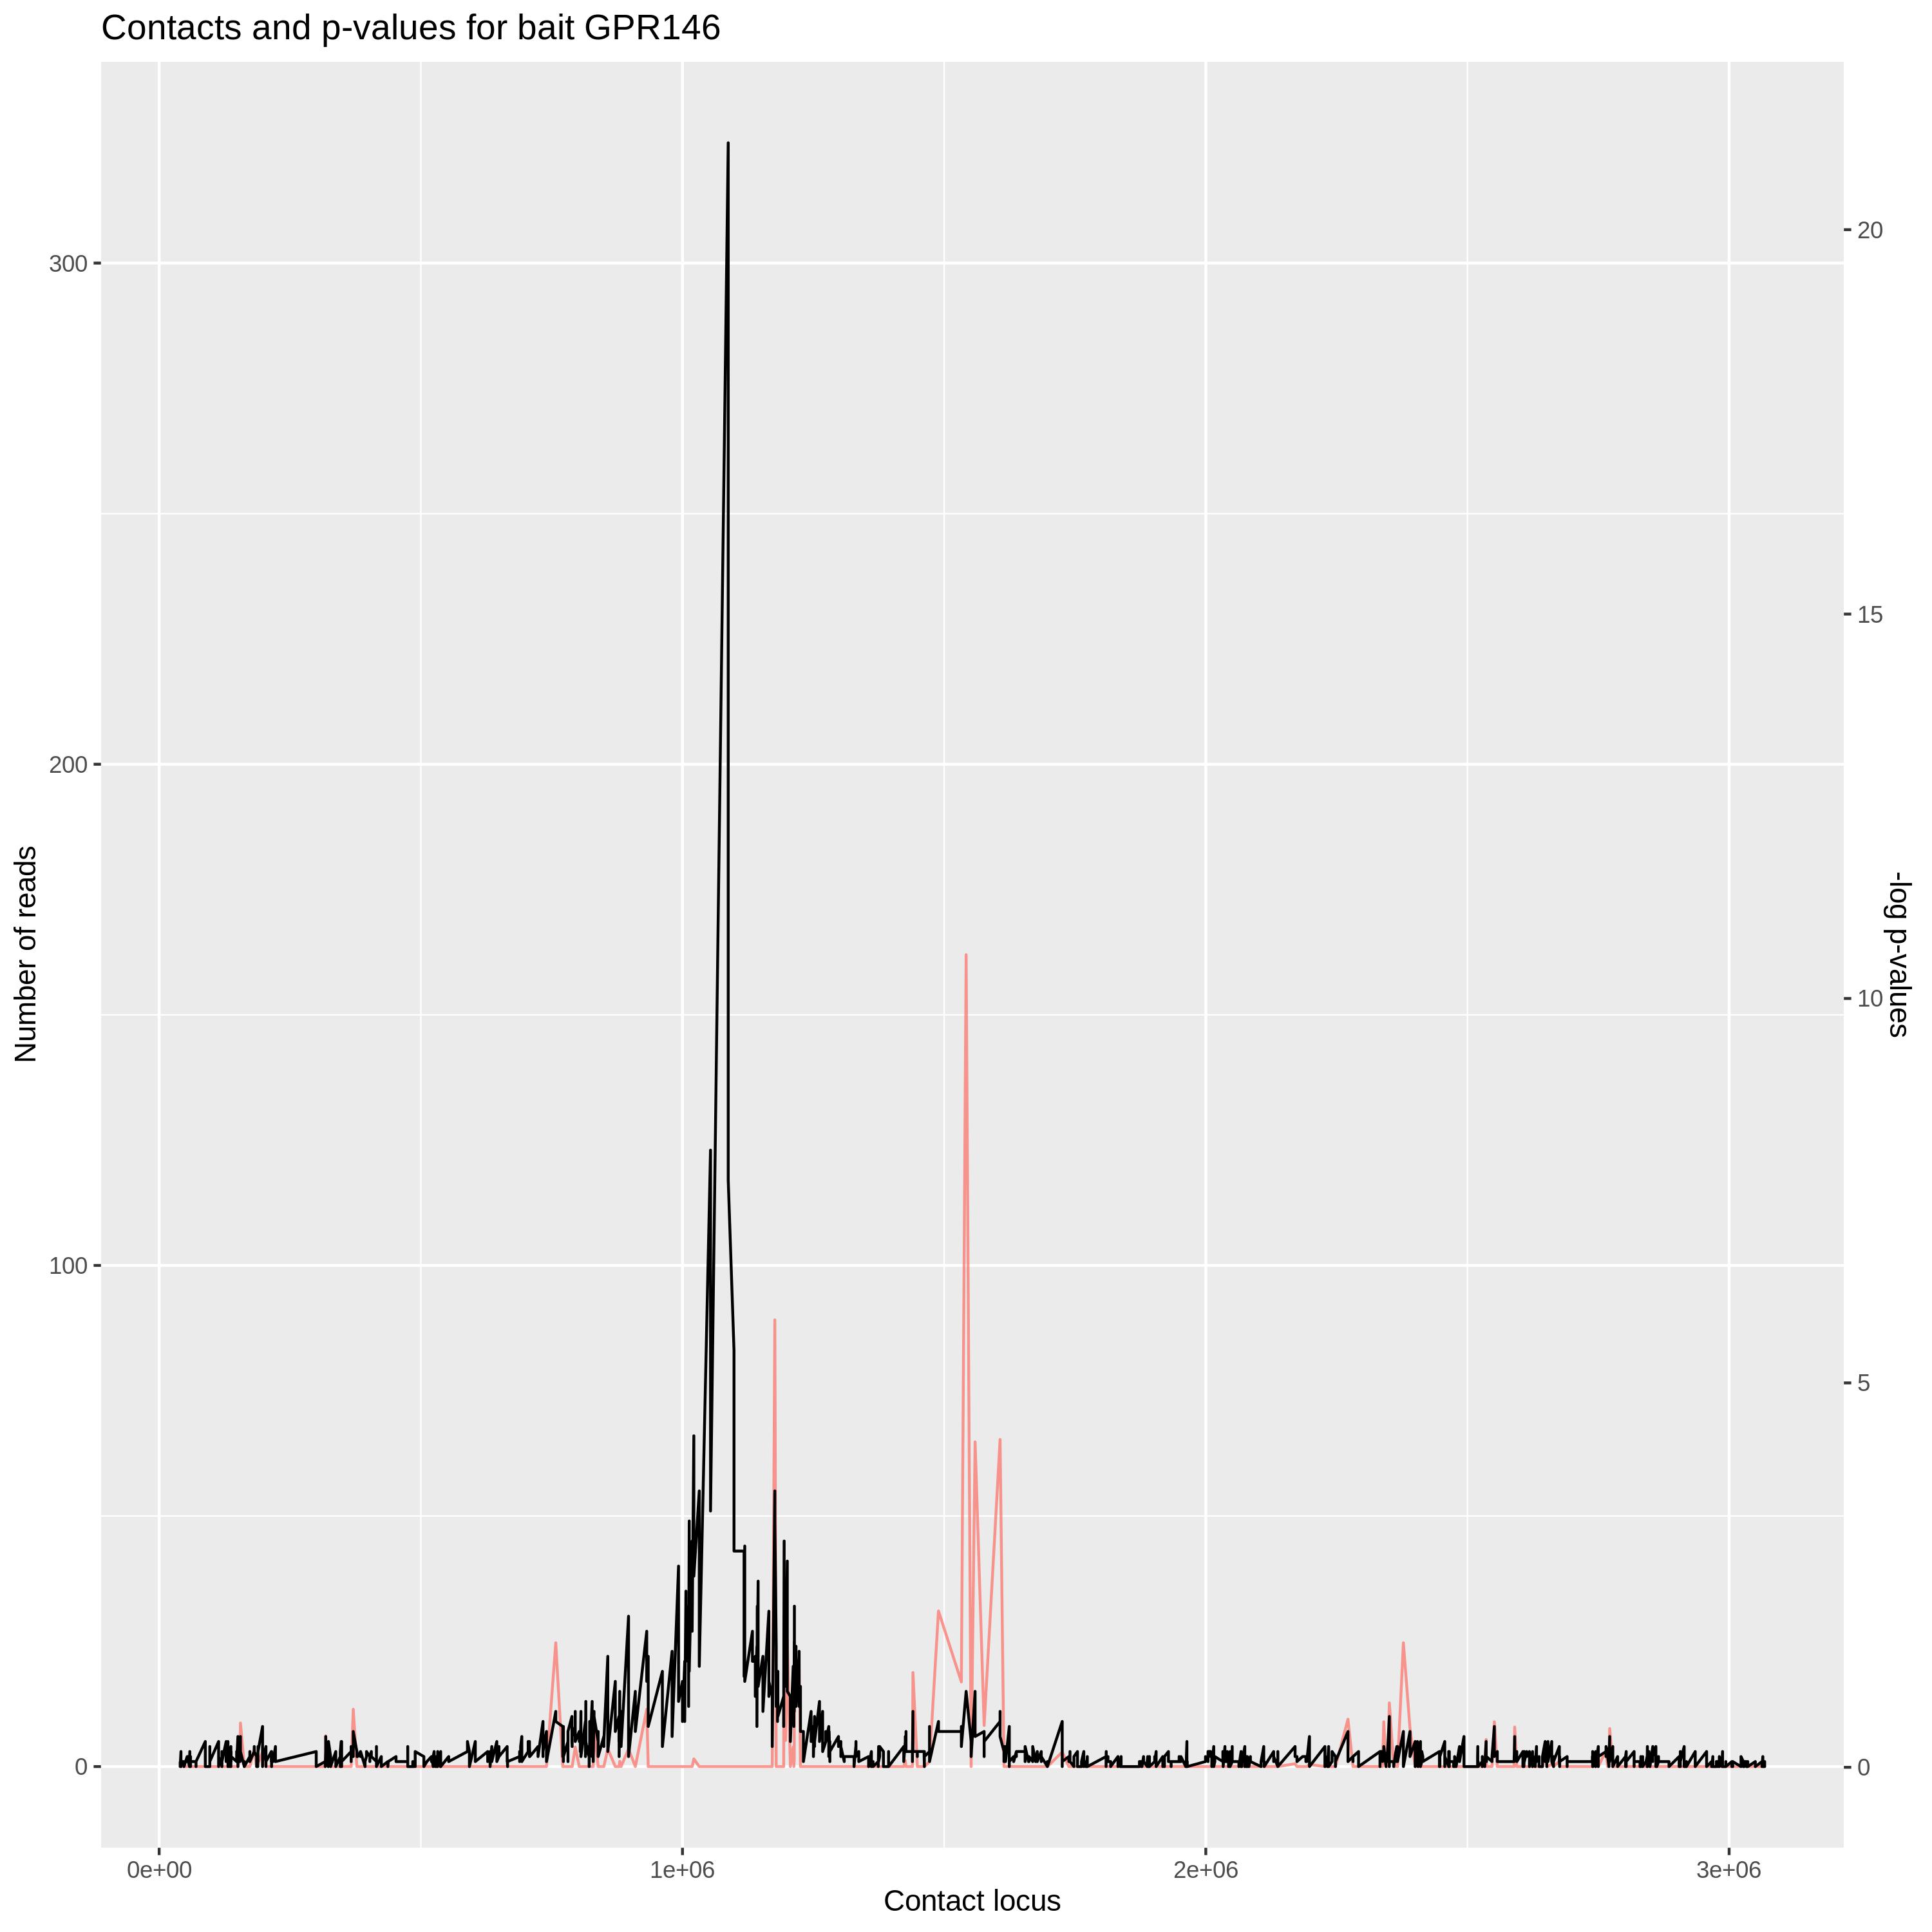 Contacts and p-values for bait GPR146
Number of reads
300
200
100
0
20
15
10
5
0
-log p-values
0e+00
1e+06
2e+06
3e+06
Contact locus